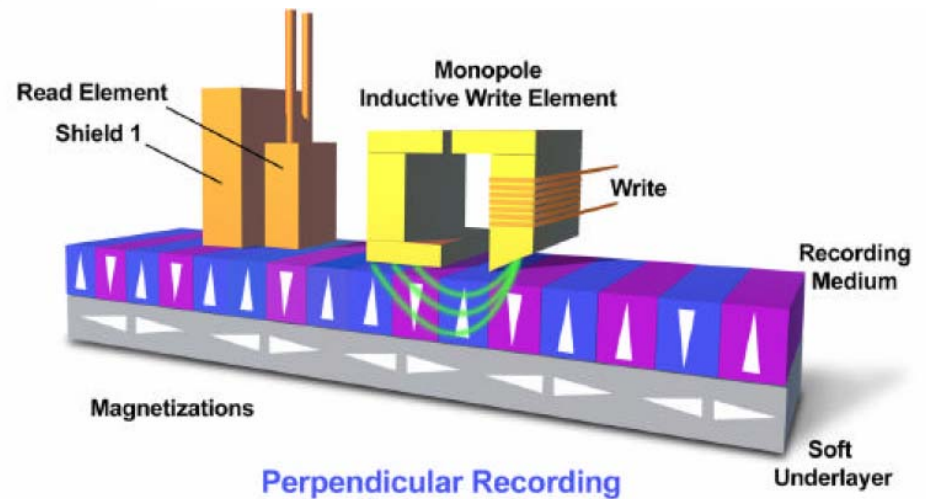 Monopole
Inductive Write Element
Read Element
Shield 1
Write
Recording
Medium
Magnetizations
Soft
Underlayer
Perpendicular Recording